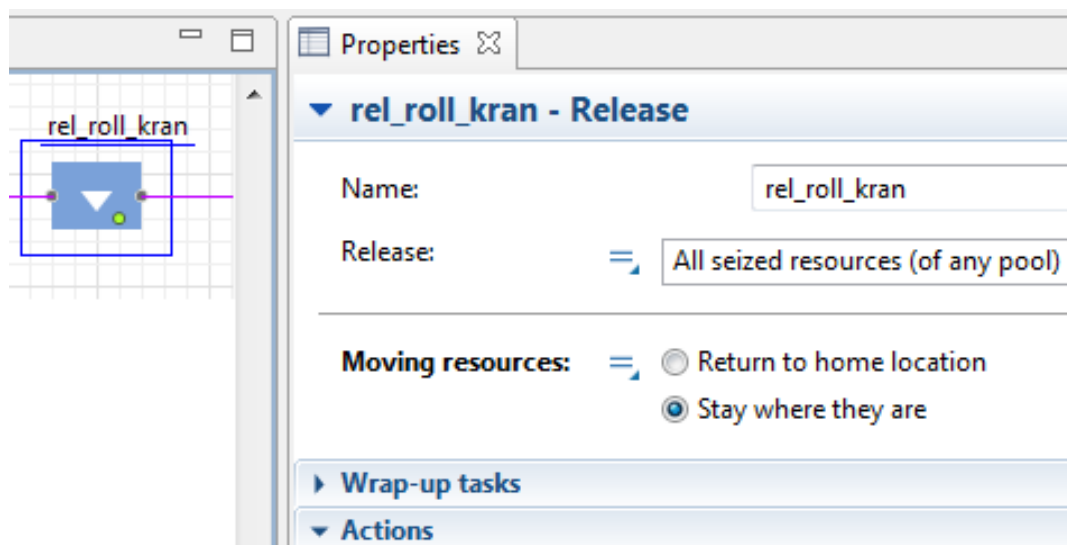 rel_roll_kran
Properties
rel_roll_kran - Release
Name:
rel_roll_kran
Release:
All seized resources (of any pool)
Moving resources:
Return to home location
Stay where they are
Wrap-up tasks
Actions